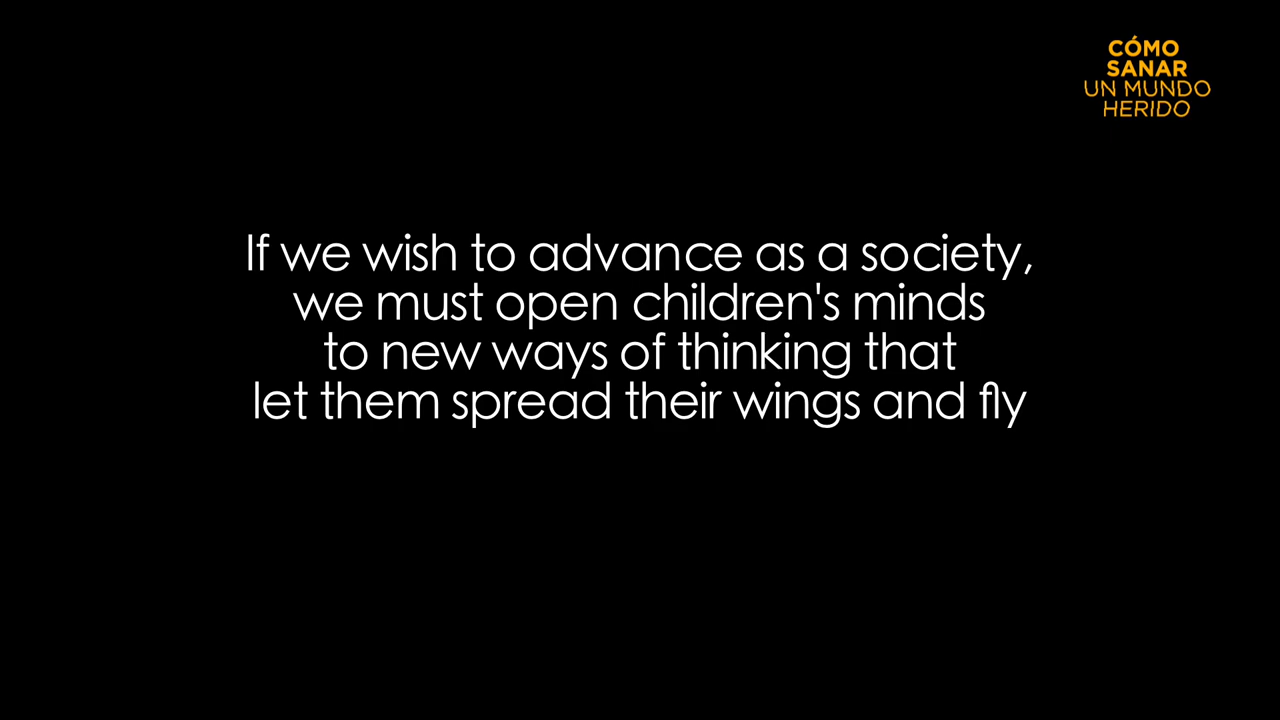 CÓMO
SANAR
UN MUNDO
HERIDO
If we wish to advance as a society,
we must open children's minds
to new ways of thinking that
let them spread their wings and fly